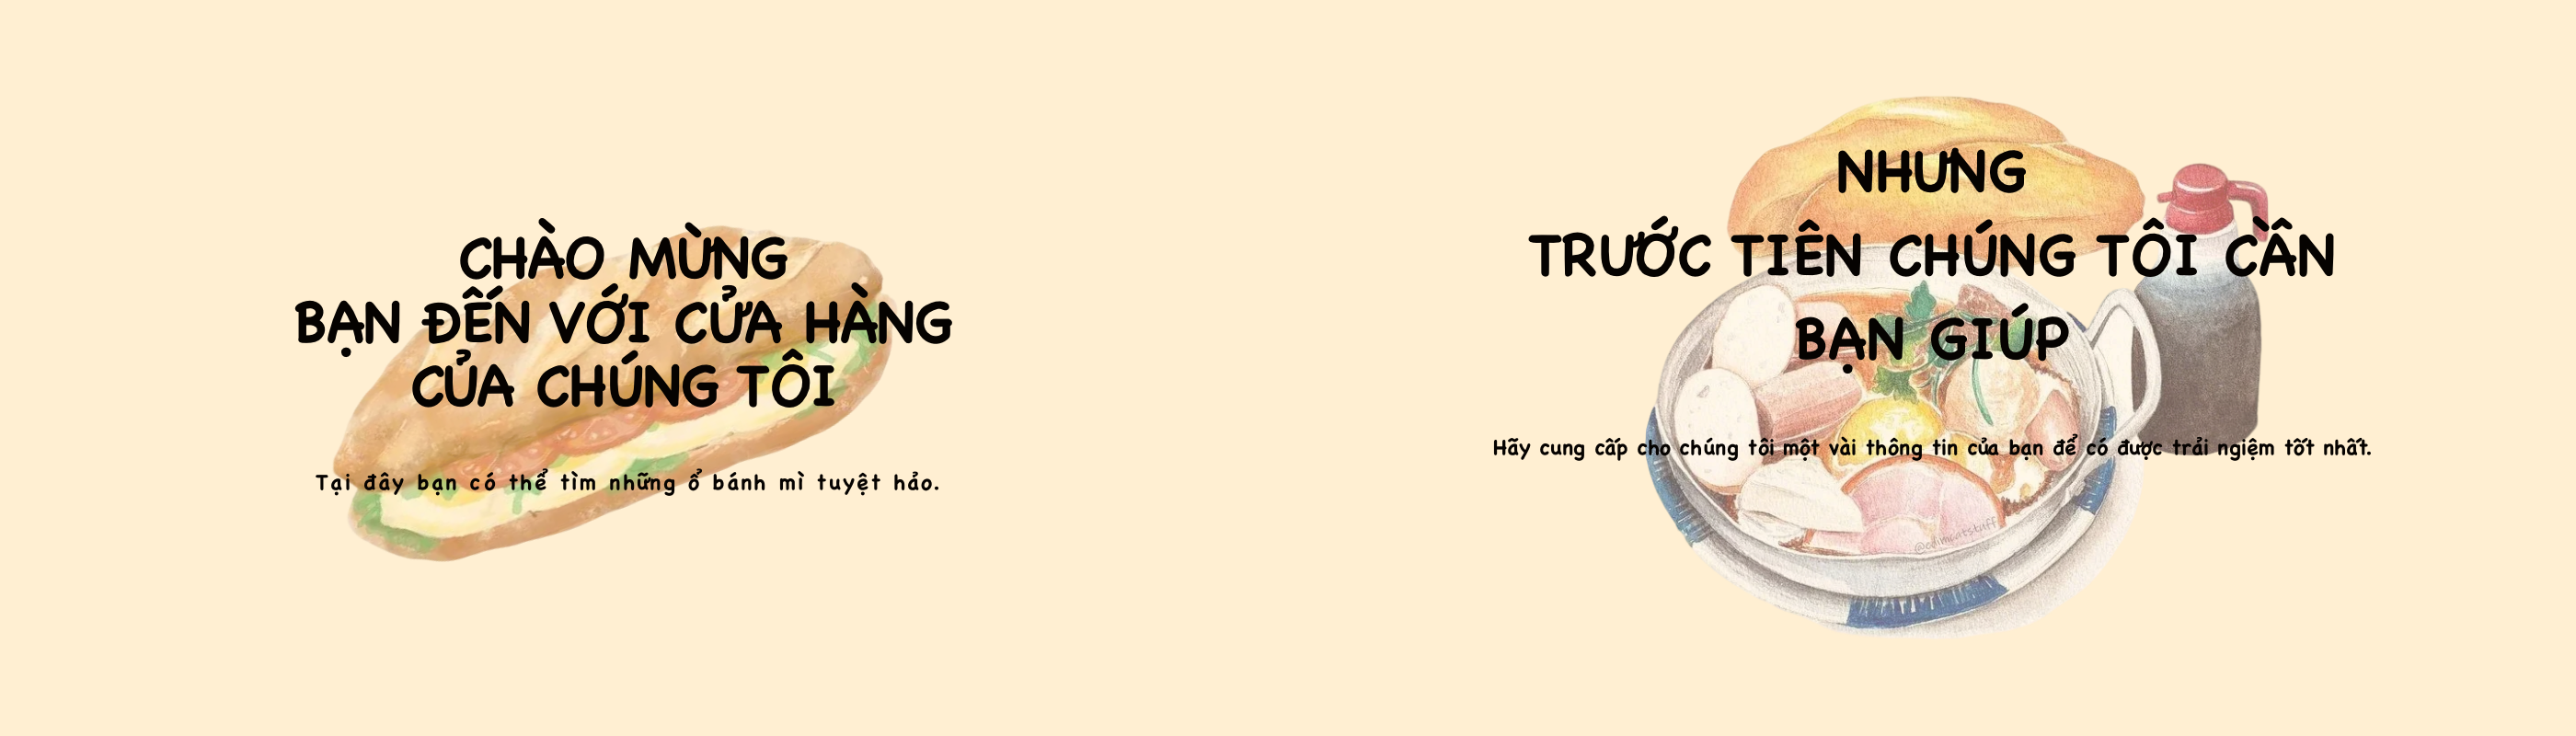 CHÀO MỪNG
BẠN ĐẾN VỚI CỬA HÀNG
CỦA CHÚNG TÔI
Tại đây bạn có thể tìm những ổ bánh mì tuyệt hảo.
NHƯNG
TRƯỚC TIÊN CHÚNG TÔI CẦN
BẠN GIÚP
Hãy cung cấp cho chúng tôi một vài thông tin của bạn để có được trải ngiệm tốt nhất.